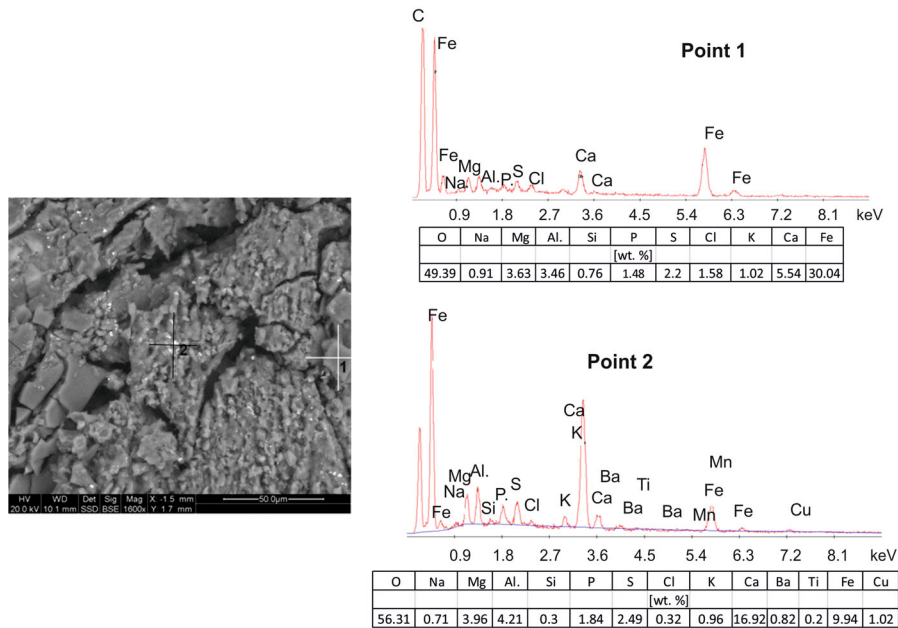 C
Fe
Point 1
Fe
Fe
Na
Mg
Al.
P.
S
Cl
Ca
Ca
Fe
0.9 1.8 2.7 3.6 4.5 5.4 6.3 7.2 8.1 keV
O Na Mg Al. Si P S Cl K Ca Fe
[wt. %]
49.39 0.91 3.63 3.46 0.76 1.48 2.2 1.58 1.02 5.54 30.04
2
1
HV WD Det Sig Mag X: -1.5 mm 50.0µm
20.0 kV 10.1 mm SSD BSE 1600x Y: 1.7 mm
Fe
Point 2
Ca
K
Mn
Ba
Ti
Fe
Mg
Al.
Na
P.
S
K
Ca
Ba
Ba
Mn
Fe
Cu
Fe
Si
Cl
0.9 1.8 2.7 3.6 4.5 5.4 6.3 7.2 8.1 keV
O Na Mg Al. Si P S Cl K Ca Ba Ti Fe Cu
[wt. %]
56.31 0.71 3.96 4.21 0.3 1.84 2.49 0.32 0.96 16.92 0.82 0.2 9.94 1.02